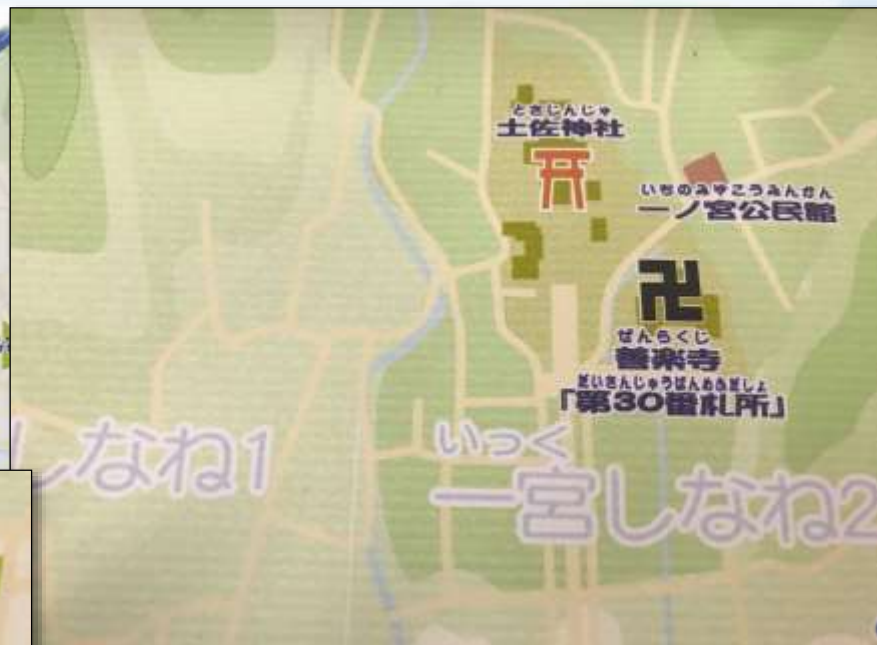 とさじんじゃ
土佐神社
いちのみやこうみんかん
一ノ宮公民館
ぜんらくじ
善楽寺
だいさんじゅうばんめふだしょ
「第30番札所」
しなね1
いっく
一宮しなね2